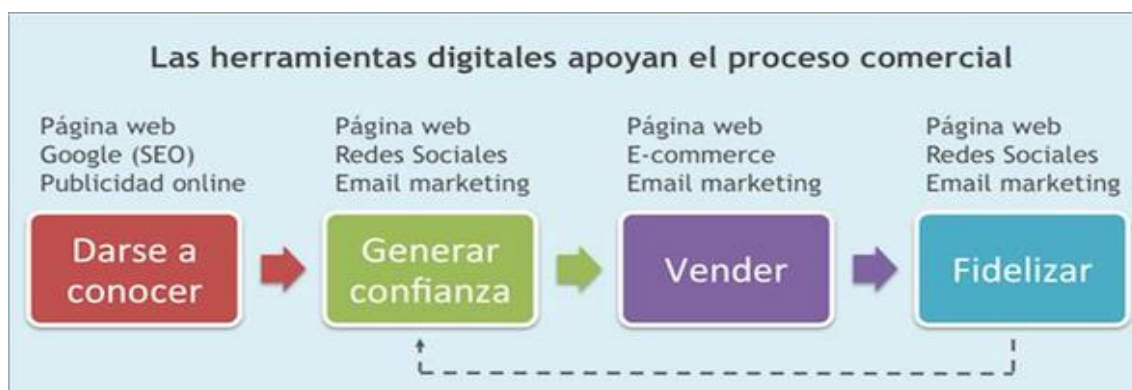 Las herramientas digitales apoyan el proceso comercial
Página web
Google (SEO)
Publicidad online
Darse a
conocer
Página web
Redes Sociales
Email marketing
Generar
confianza
Página web
E-commerce
Email marketing
Vender
Página web
Redes Sociales
Email marketing
Fidelizar